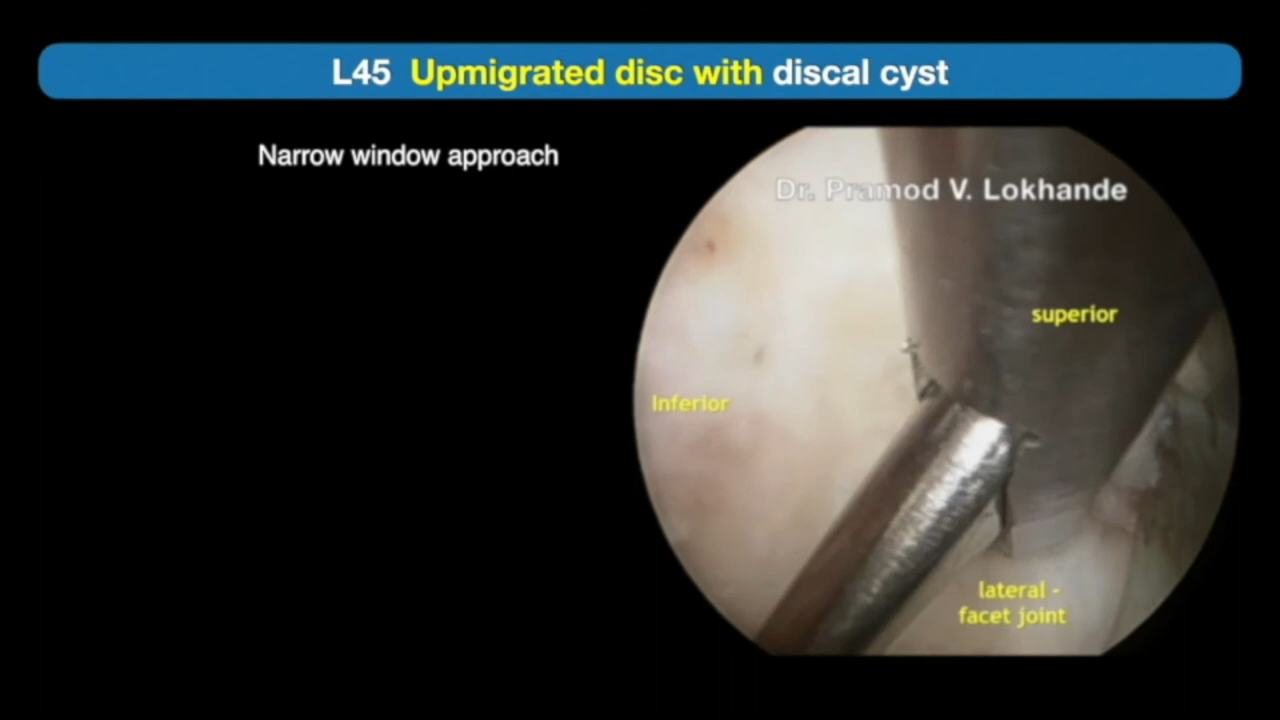 L45 Upmigrated disc with discal cyst
Narrow window approach
Dr. Pramod V. Lokhande
superior
Inferior
lateral -
facet joint